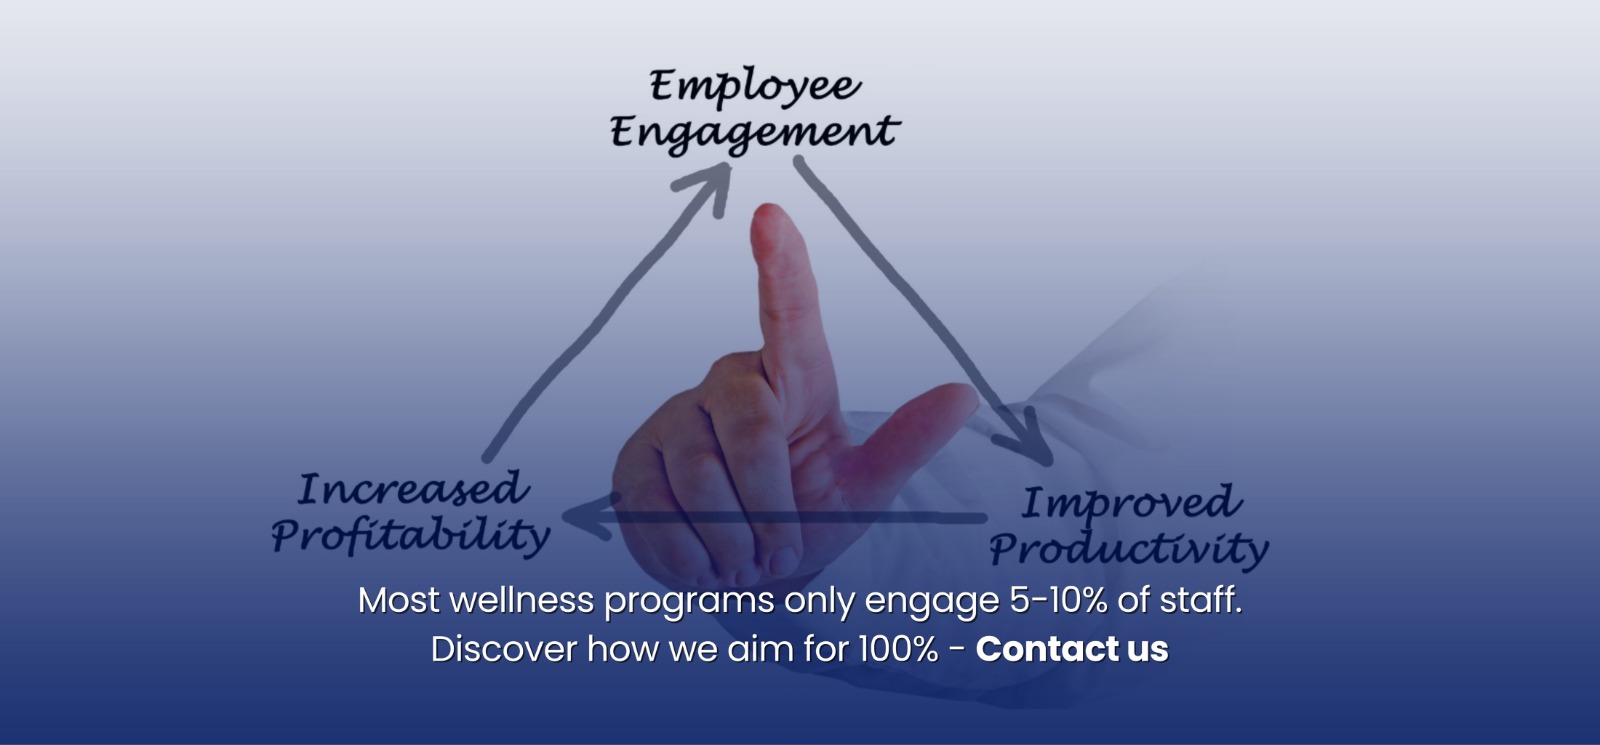 Employee
Engagement
Increased
Profitability
Improved
Productivity
Most wellness programs only engage 5-10% of staff.
Discover how we aim for 100% - Contact us